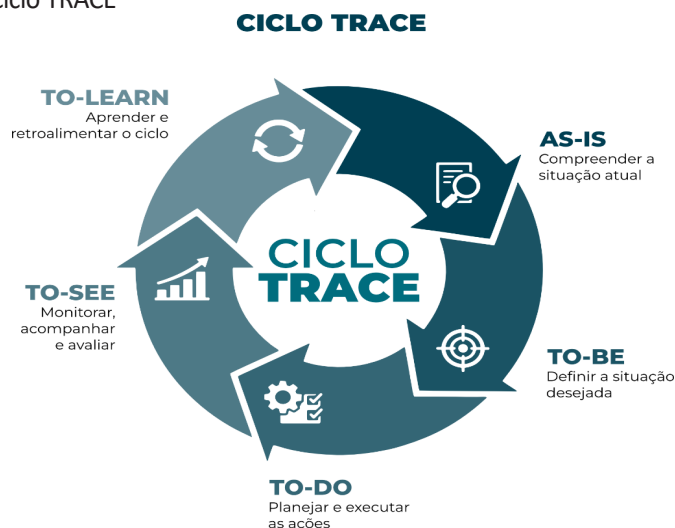 ciclo TRACE
CICLO TRACE
TO-LEARN
Aprender e
retroalimentar o ciclo
AS-IS
Compreender a
situação atual
CICLO
TRACE
TO-SEE
Monitorar,
acompanhar
e avaliar
TO-BE
Definir a situação
desejada
TO-DO
Planejar e executar
as ações